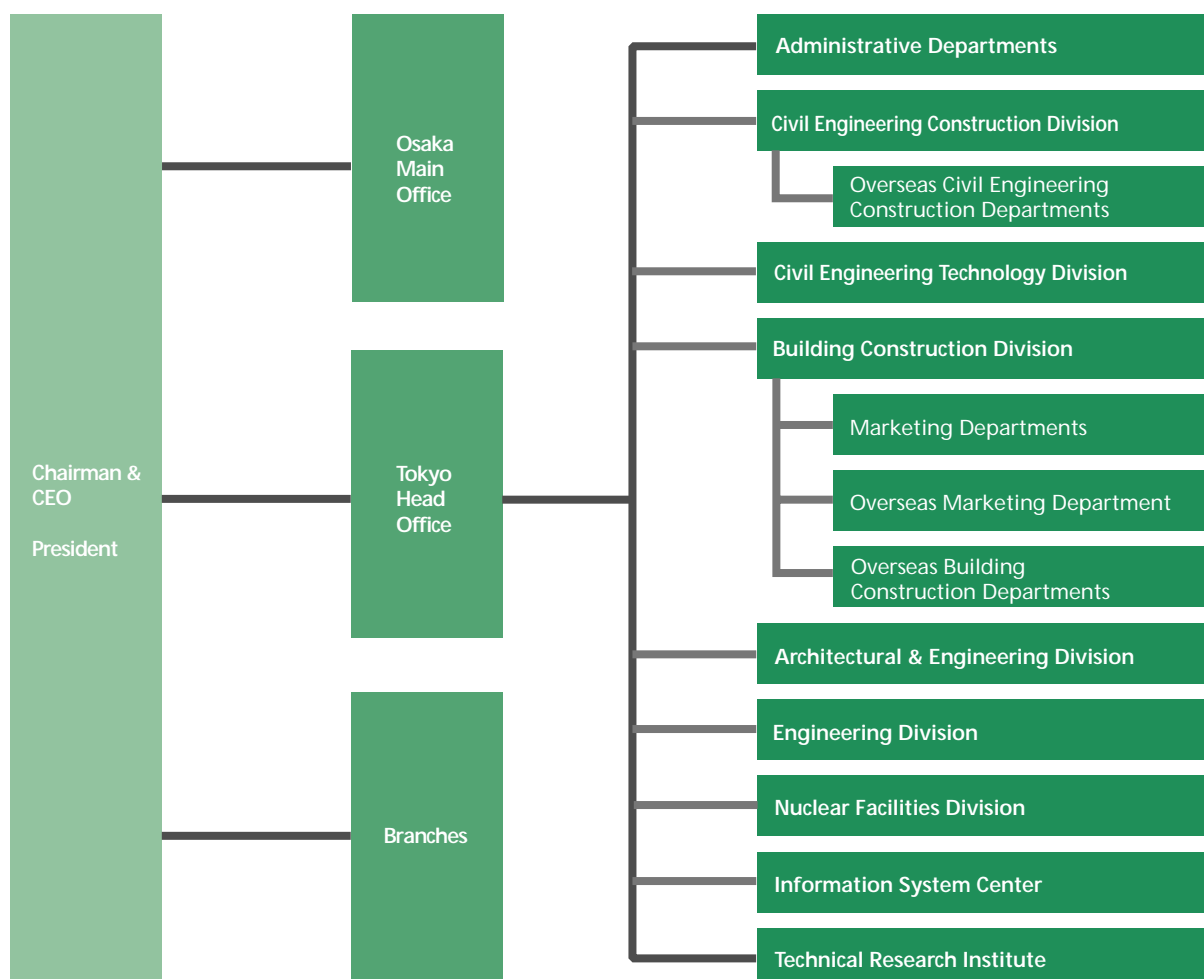 Chairman &
CEO
President
Osaka
Main
Office
Tokyo
Head
Office
Branches
Administrative Departments
Civil Engineering Construction Division
Overseas Civil Engineering
Construction Departments
Civil Engineering Technology Division
Building Construction Division
Marketing Departments
Overseas Marketing Department
Overseas Building
Construction Departments
Architectural & Engineering Division
Engineering Division
Nuclear Facilities Division
Information System Center
Technical Research Institute